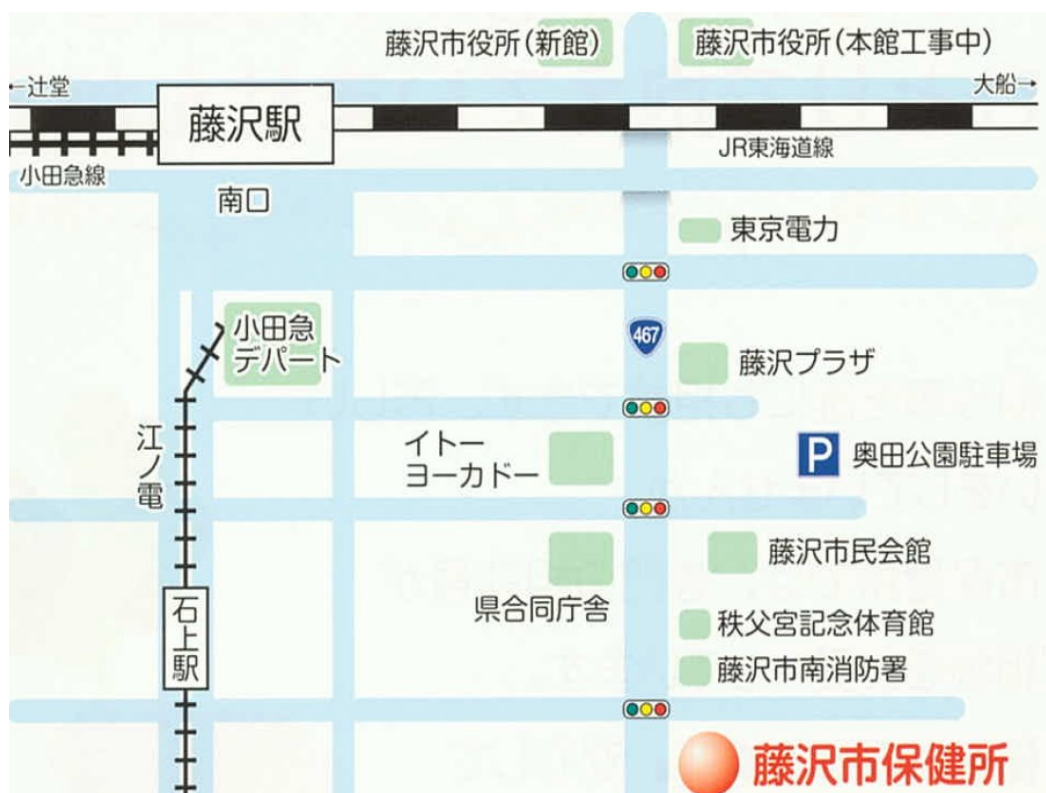 藤沢市役所(新館)
藤沢市役所(本館工事中)
←辻堂
大船→
藤沢駅
JR東海道線
小田急線
南口
東京電力
467
小田急
デパート
藤沢プラザ
江ノ電
イトー
ヨーカドー
P 奥田公園駐車場
藤沢市民会館
県合同庁舎
石上駅
秩父宮記念体育館
藤沢市南消防署
藤沢市保健所